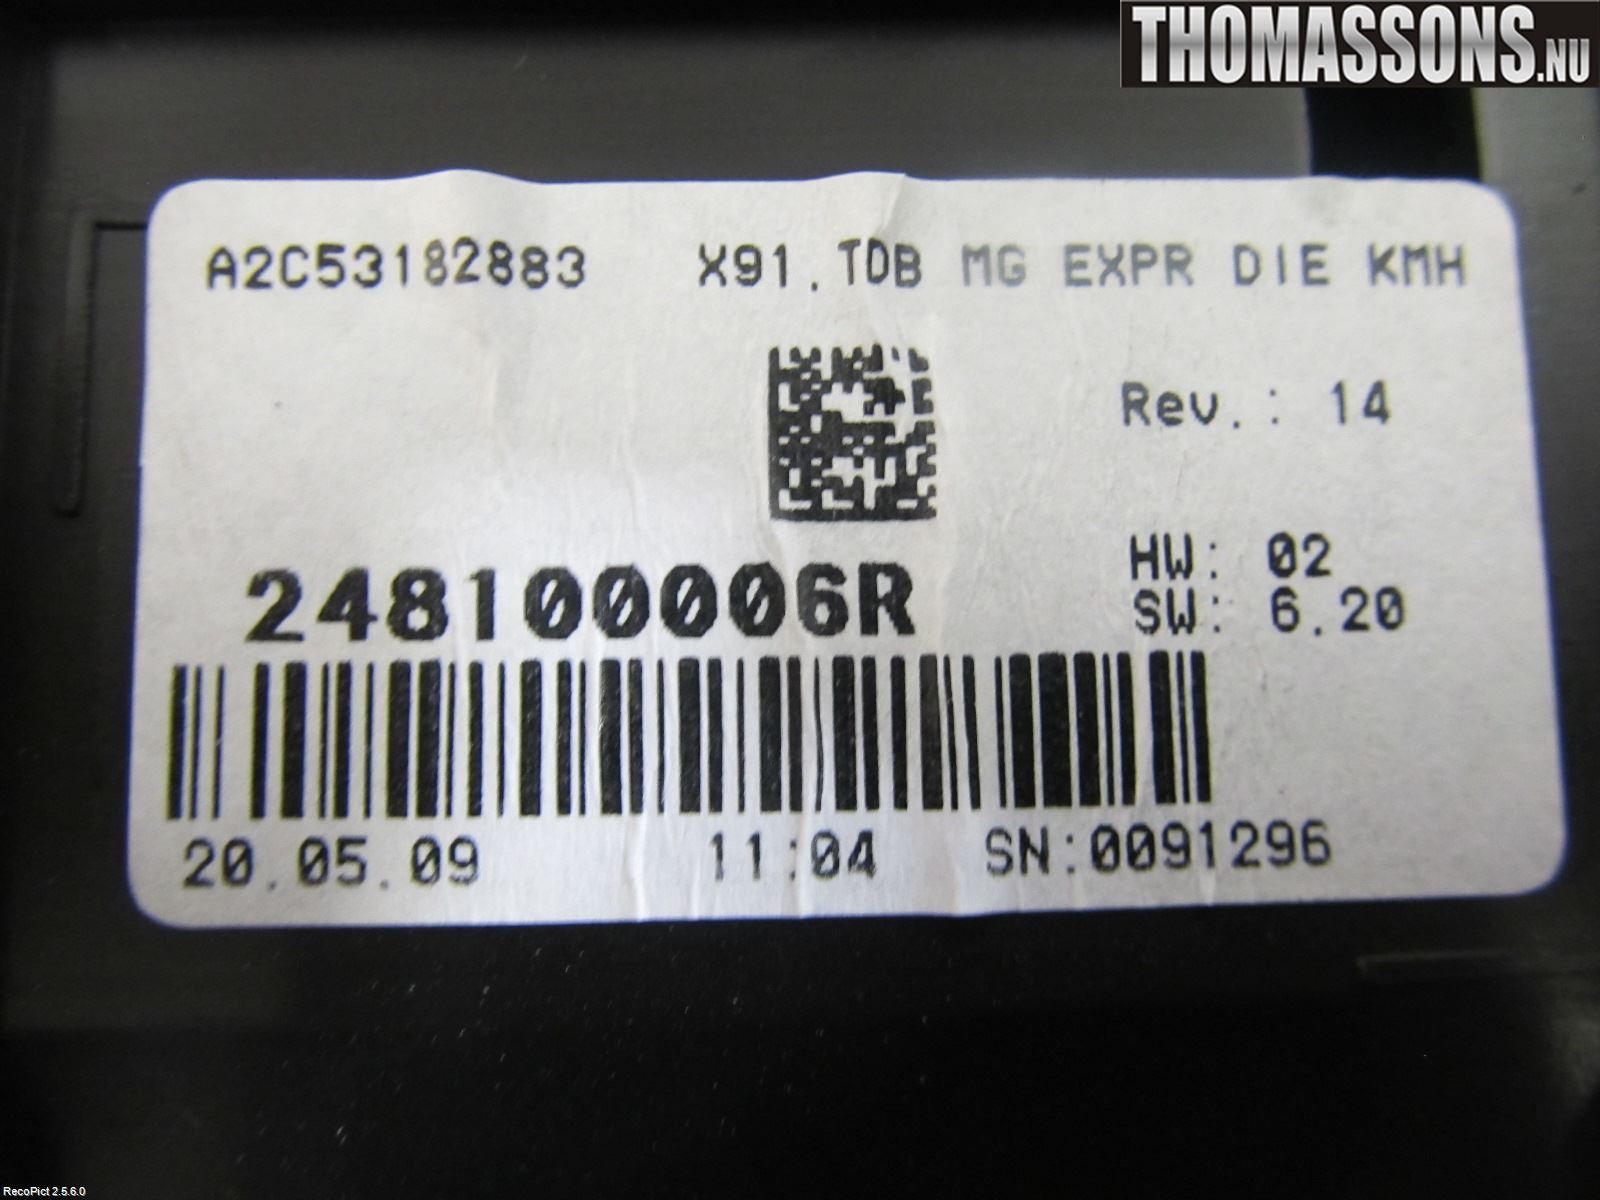 THOMASSONS.NU
A2C53182883 X91.TDB MG EXPR DIE KMH
Rev.: 14
HW: 02
248100006R
SW: 6.20
20.05.09 11:04 SN:0091296
RecoPict 2.5.6.0